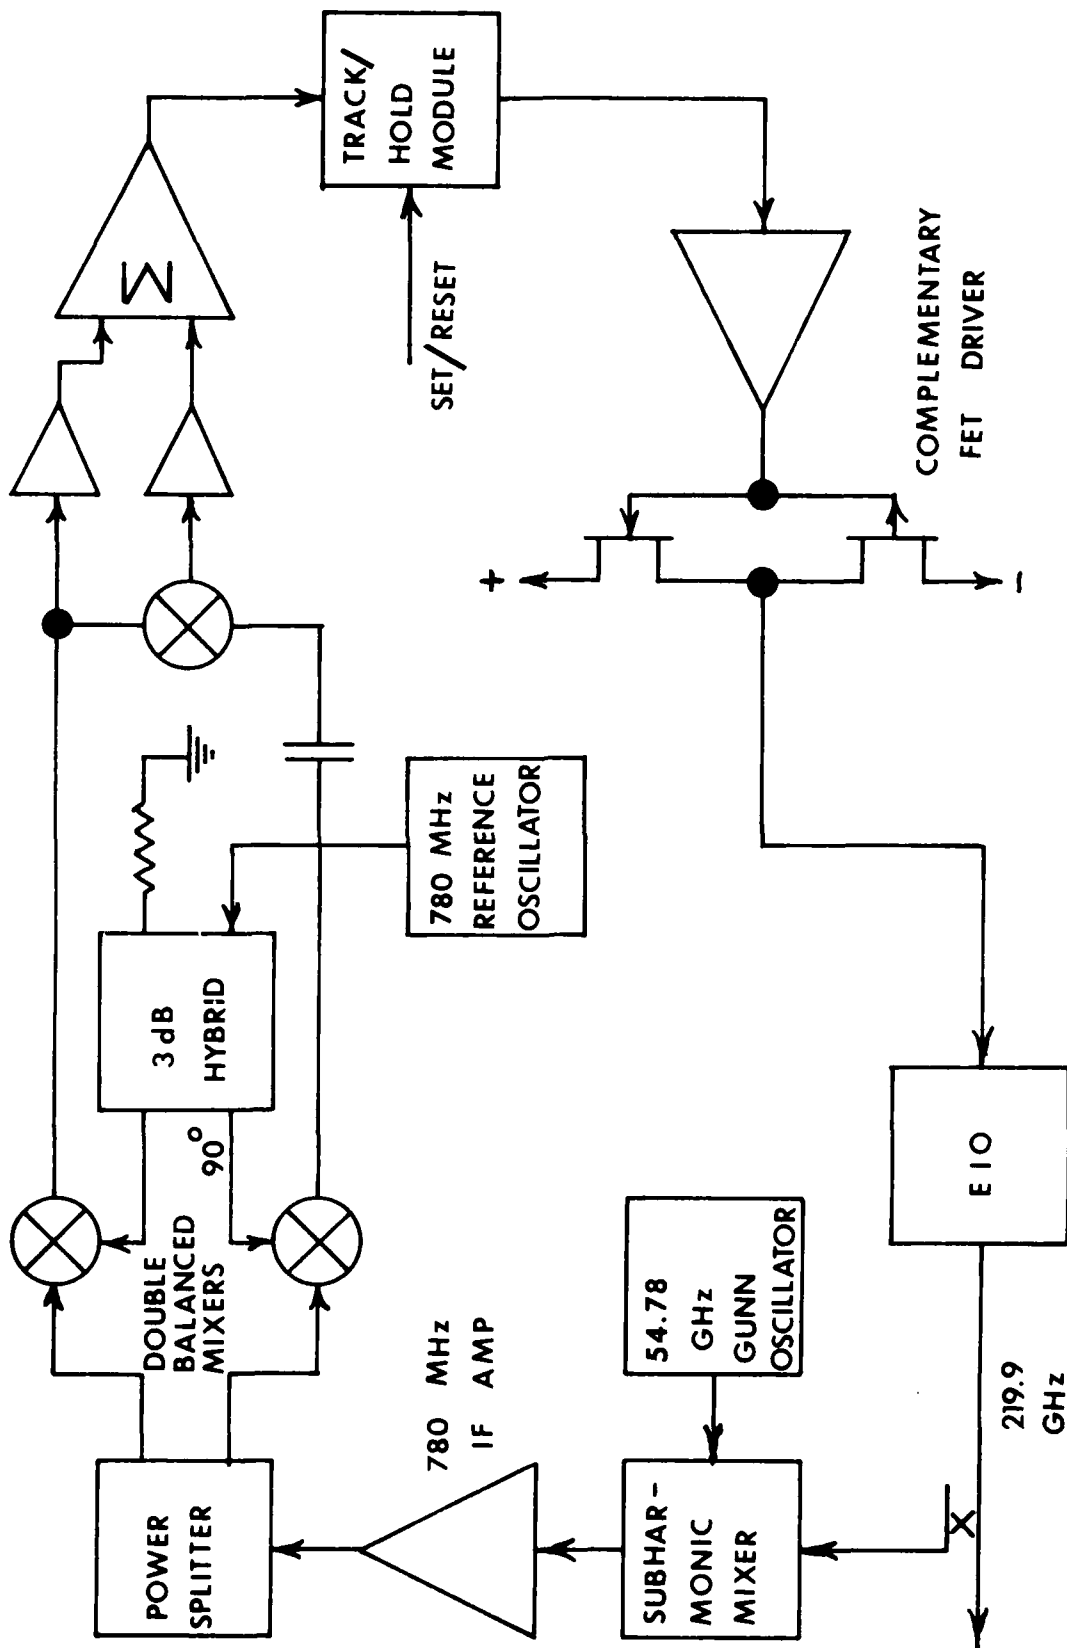 POWER
SPLITTER
DOUBLE
BALANCED
MIXERS
90°
3 dB
HYBRID
780 MHz
REFERENCE
OSCILLATOR
Σ
TRACK/
HOLD
MODULE
SET/RESET
780 MHz
IF AMP
SUBHAR-
MONIC
MIXER
54.78
GHz
GUNN
OSCILLATOR
X
219.9
GHz
EIO
+
-
COMPLEMENTARY
FET DRIVER